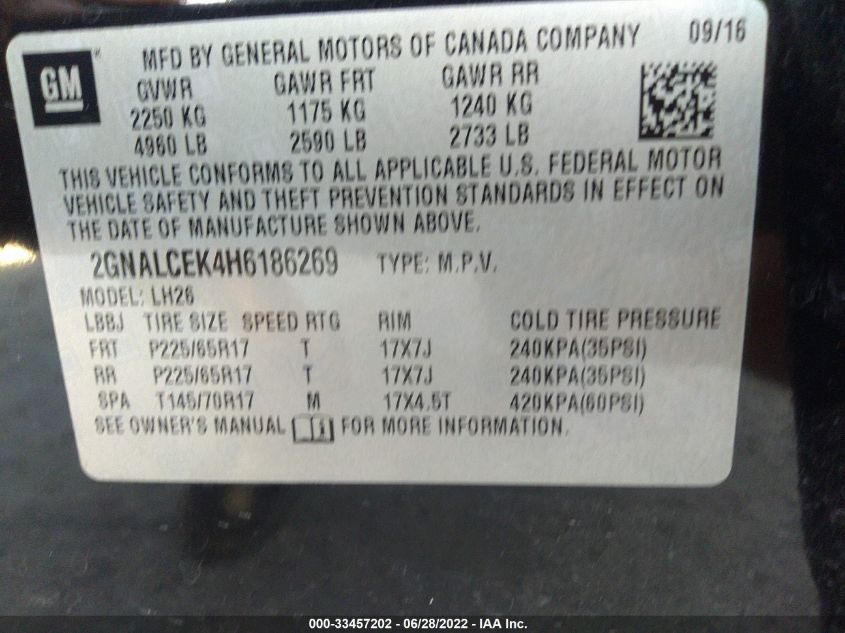 GM
MFD BY GENERAL MOTORS OF CANADA COMPANY 09/16
GVWR GAWR FRT GAWR RR
2250 KG 1175 KG 1240 KG
4960 LB 2590 LB 2733 LB
THIS VEHICLE CONFORMS TO ALL APPLICABLE U.S. FEDERAL MOTOR
VEHICLE SAFETY AND THEFT PREVENTION STANDARDS IN EFFECT ON
THE DATE OF MANUFACTURE SHOWN ABOVE.
2GNALCEK4H6186269 TYPE: M.P.V.
MODEL: LH26
LBBJ TIRE SIZE SPEED RTG RIM COLD TIRE PRESSURE
FRT P225/65R17 T 17X7J 240KPA(35PSI)
RR P225/65R17 T 17X7J 240KPA(35PSI)
SPA T145/70R17 M 17X4.5T 420KPA(60PSI)
SEE OWNER'S MANUAL FOR MORE INFORMATION.
000-33457202 - 06/28/2022 - IAA Inc.